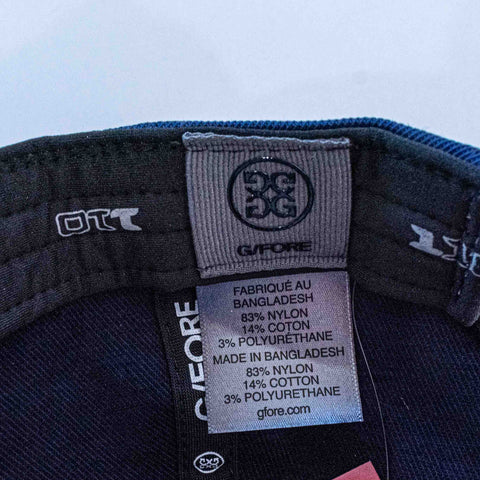 G/FORE
FABRIQUÉ AU
BANGLADESH
83% NYLON
14% COTON
3% POLYURETHANE
MADE IN BANGLADESH
83% NYLON
14% COTTON
3% POLYURETHANE
gfore.com
G/FORE